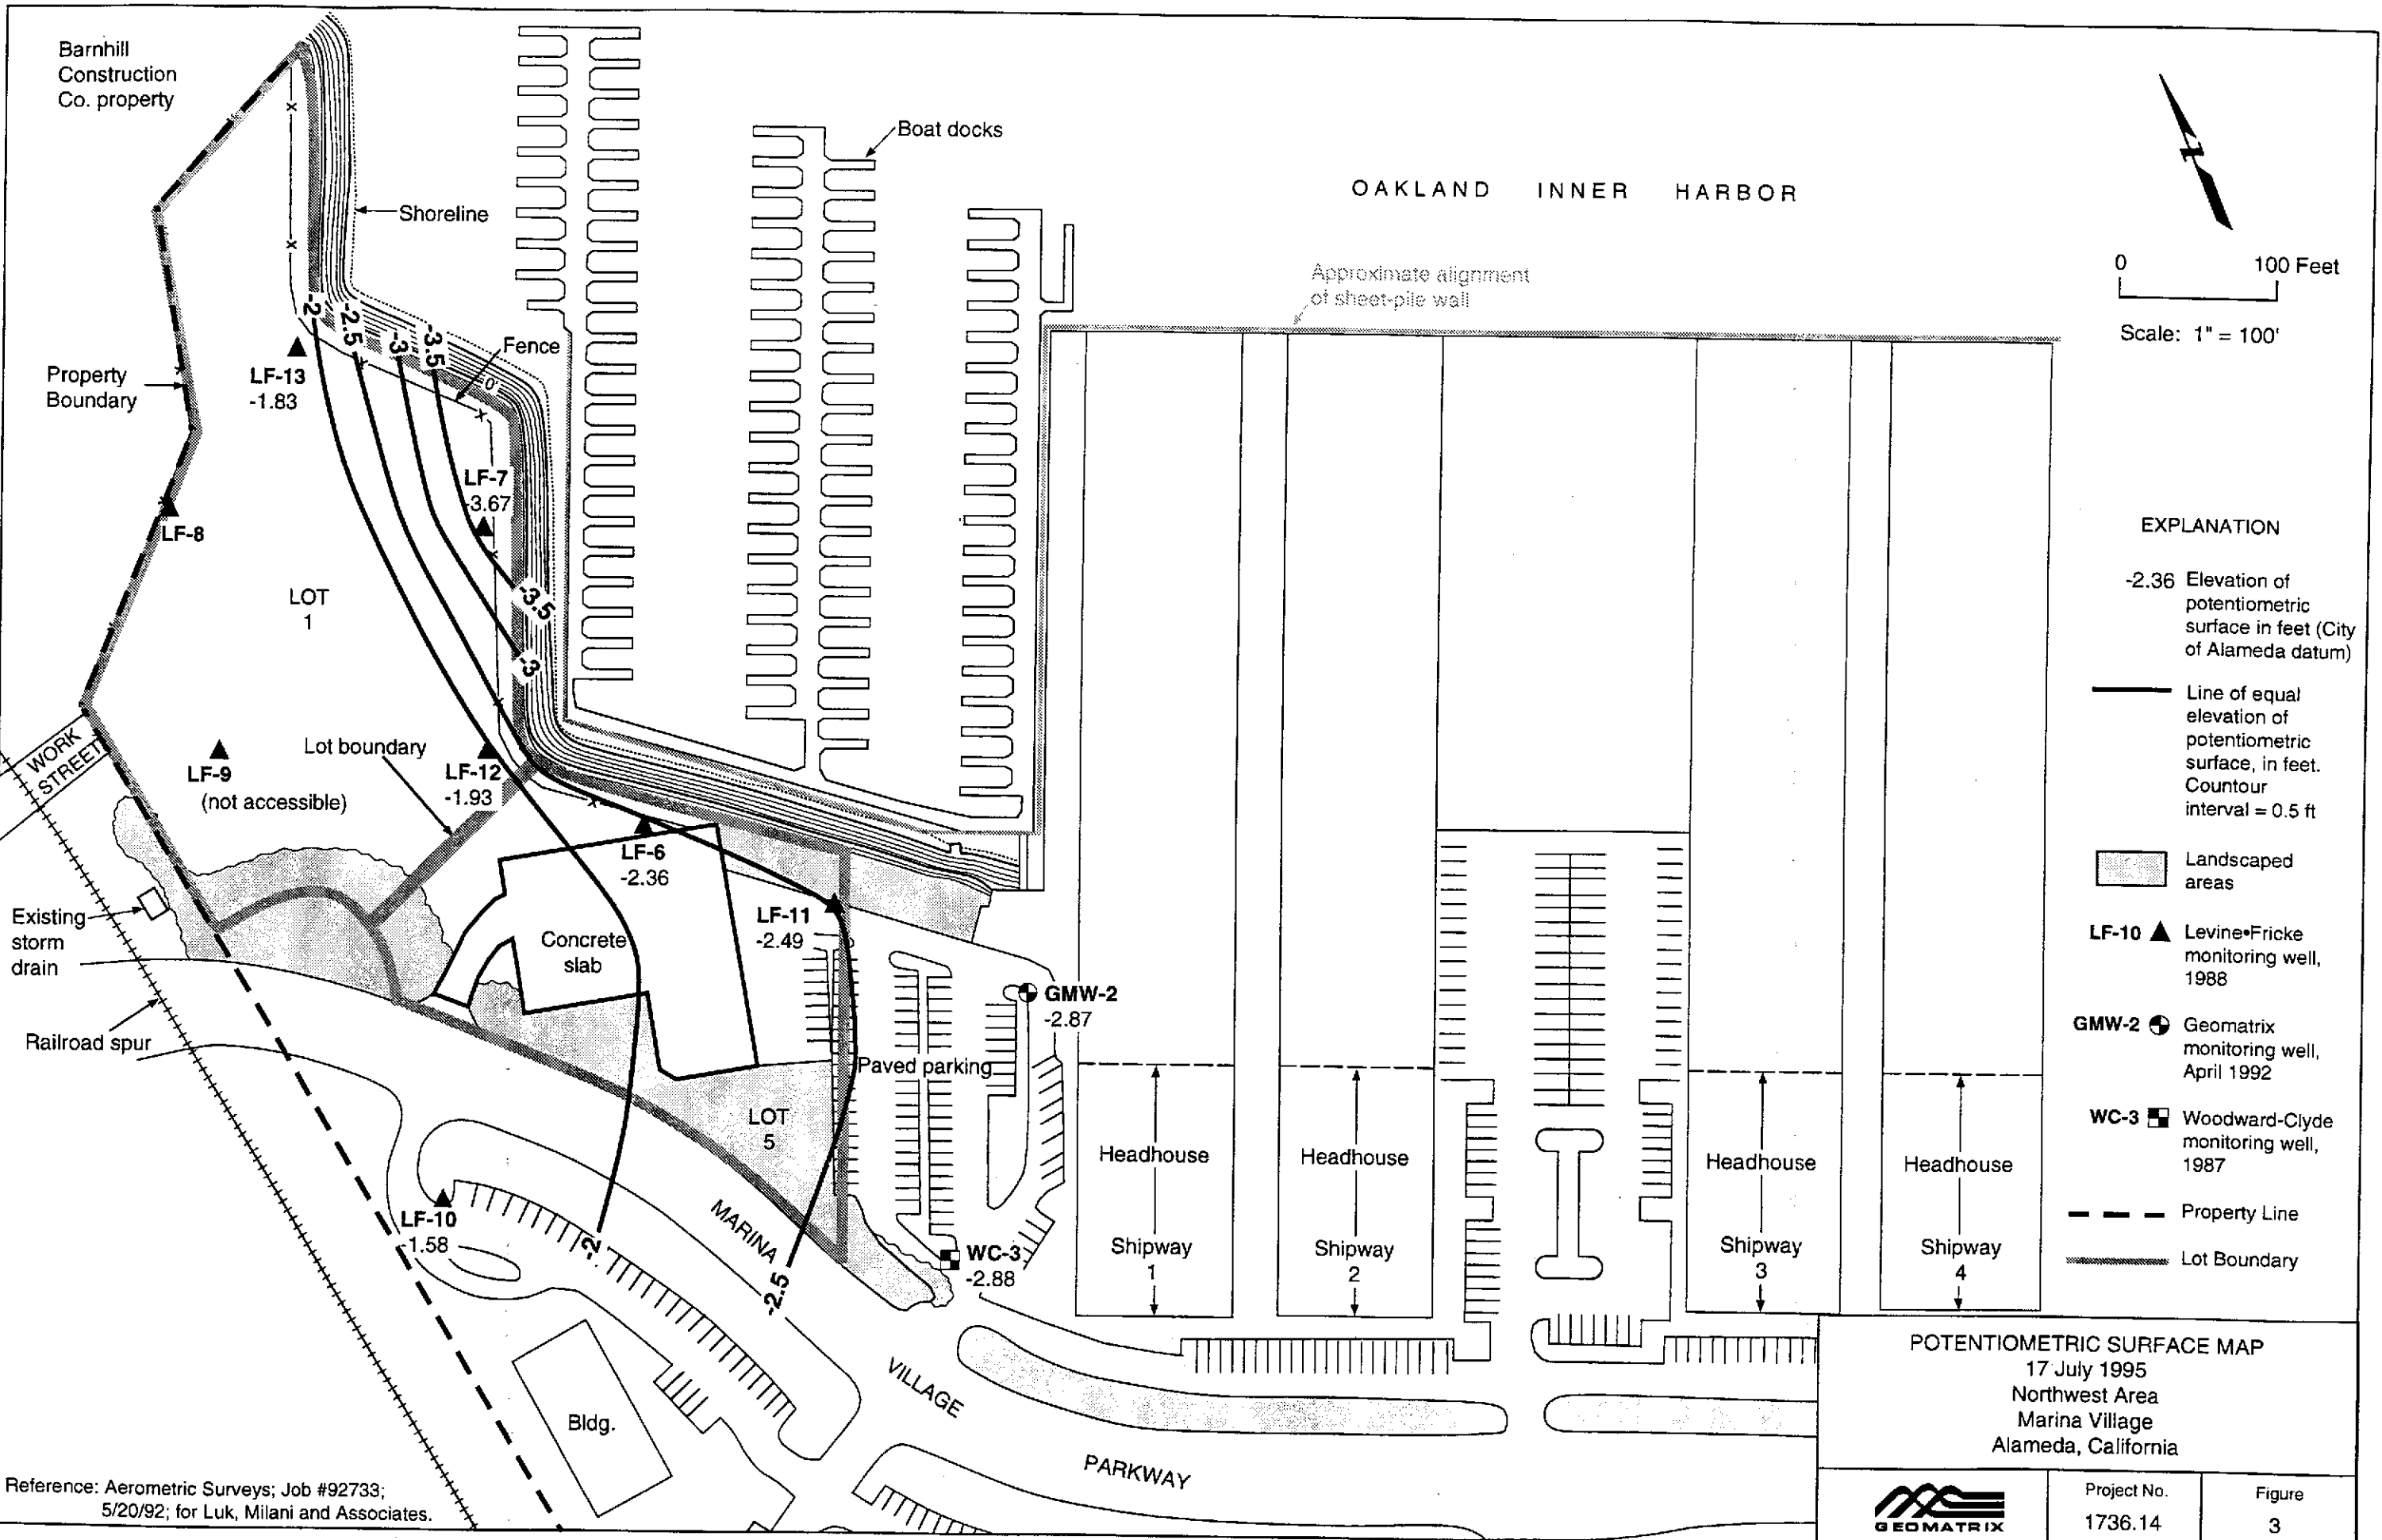 Barnhill
Construction
Co. property
Boat docks
OAKLAND INNER HARBOR
Shoreline
Approximate alignment
of sheet-pile wall
0 100 Feet
Scale: 1" = 100'
-2
-2.5
-3
-3.5
Fence
0'
Property
Boundary
LF-13
-1.83
LF-7
-3.67
LF-8
LOT
1
-3.5
-3
EXPLANATION
-2.36 Elevation of
potentiometric
surface in feet (City
of Alameda datum)
Line of equal
elevation of
potentiometric
surface, in feet.
Countour
interval = 0.5 ft
Landscaped
areas
LF-10 Levine•Fricke
monitoring well,
1988
GMW-2 Geomatrix
monitoring well,
April 1992
WC-3 Woodward-Clyde
monitoring well,
1987
Property Line
Lot Boundary
WORK
STREET
Lot boundary
LF-9
(not accessible)
LF-12
-1.93
LF-6
-2.36
LF-11
-2.49
Existing
storm
drain
Concrete
slab
GMW-2
-2.87
Railroad spur
Paved parking
LOT
5
Headhouse
Headhouse
Headhouse
Headhouse
LF-10
-1.58
-2
-2.5
WC-3
-2.88
Shipway
1
Shipway
2
Shipway
3
Shipway
4
MARINA
VILLAGE
PARKWAY
Bldg.
Reference: Aerometric Surveys; Job #92733;
5/20/92; for Luk, Milani and Associates.
POTENTIOMETRIC SURFACE MAP
17 July 1995
Northwest Area
Marina Village
Alameda, California
GEOMATRIX
Project No.
1736.14
Figure
3